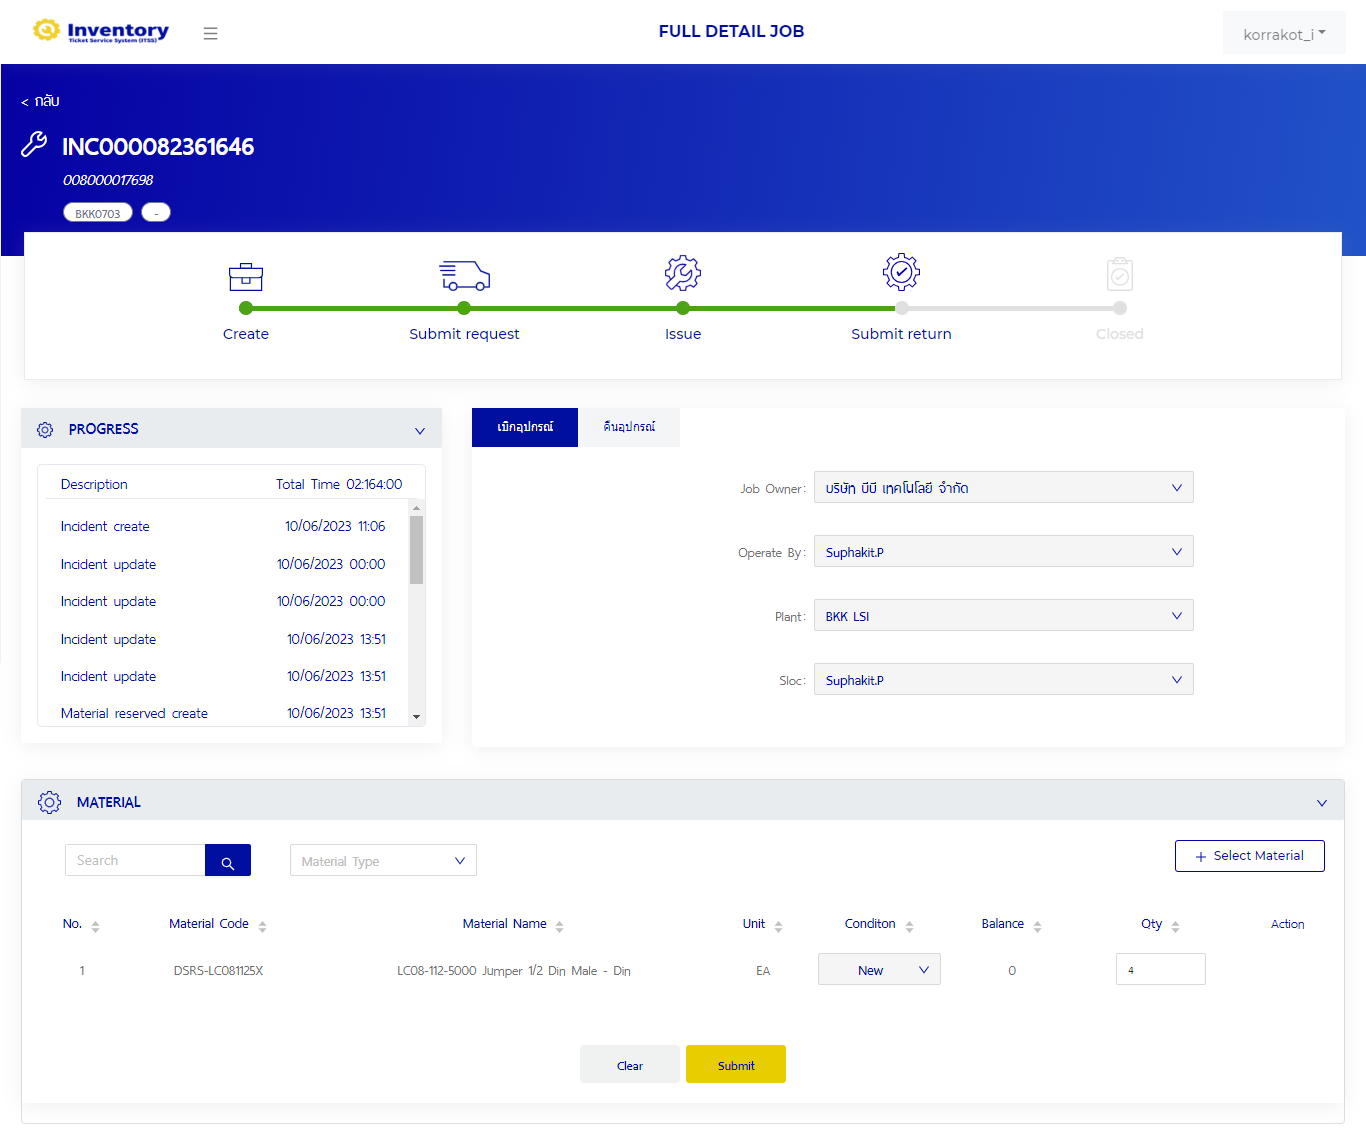 Inventory
Ticket Service System (ITSS)
FULL DETAIL JOB
korrakot_i
< กลับ
INC000082361646
008000017698
BKK0703
-
Create
Submit request
Issue
Submit return
Closed
PROGRESS
Description Total Time 02:164:00
Incident create 10/06/2023 11:06
Incident update 10/06/2023 00:00
Incident update 10/06/2023 00:00
Incident update 10/06/2023 13:51
Incident update 10/06/2023 13:51
Material reserved create 10/06/2023 13:51
เบิกอุปกรณ์ คืนอุปกรณ์
Job Owner: บริษัท บีบี เทคโนโลยี จำกัด
Operate By: Suphakit.P
Plant: BKK LSI
Sloc: Suphakit.P
MATERIAL
Search
Material Type
+ Select Material
No. Material Code Material Name Unit Conditon Balance Qty Action
1 DSRS-LC081125X LC08-112-5000 Jumper 1/2 Din Male - Din EA New 0 4
Clear Submit